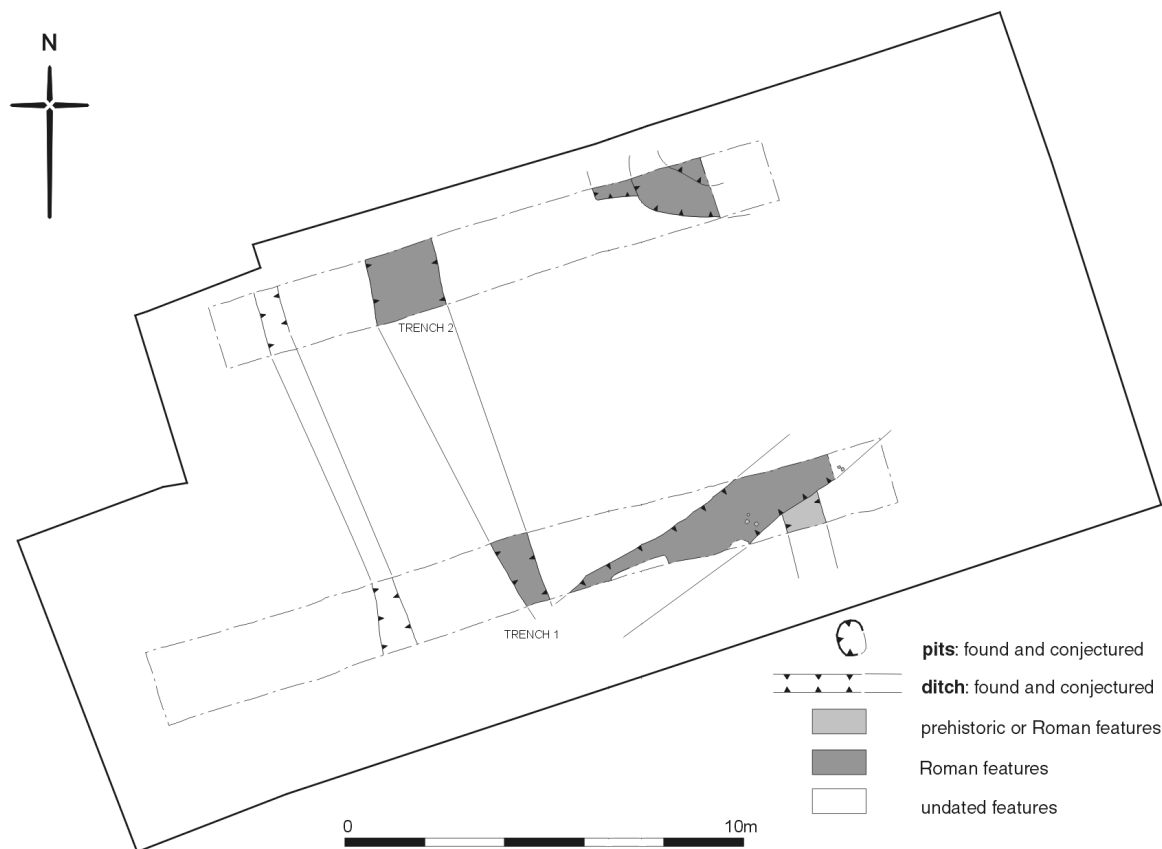 N
TRENCH 2
TRENCH 1
pits: found and conjectured
ditch: found and conjectured
prehistoric or Roman features
Roman features
undated features
0 10m